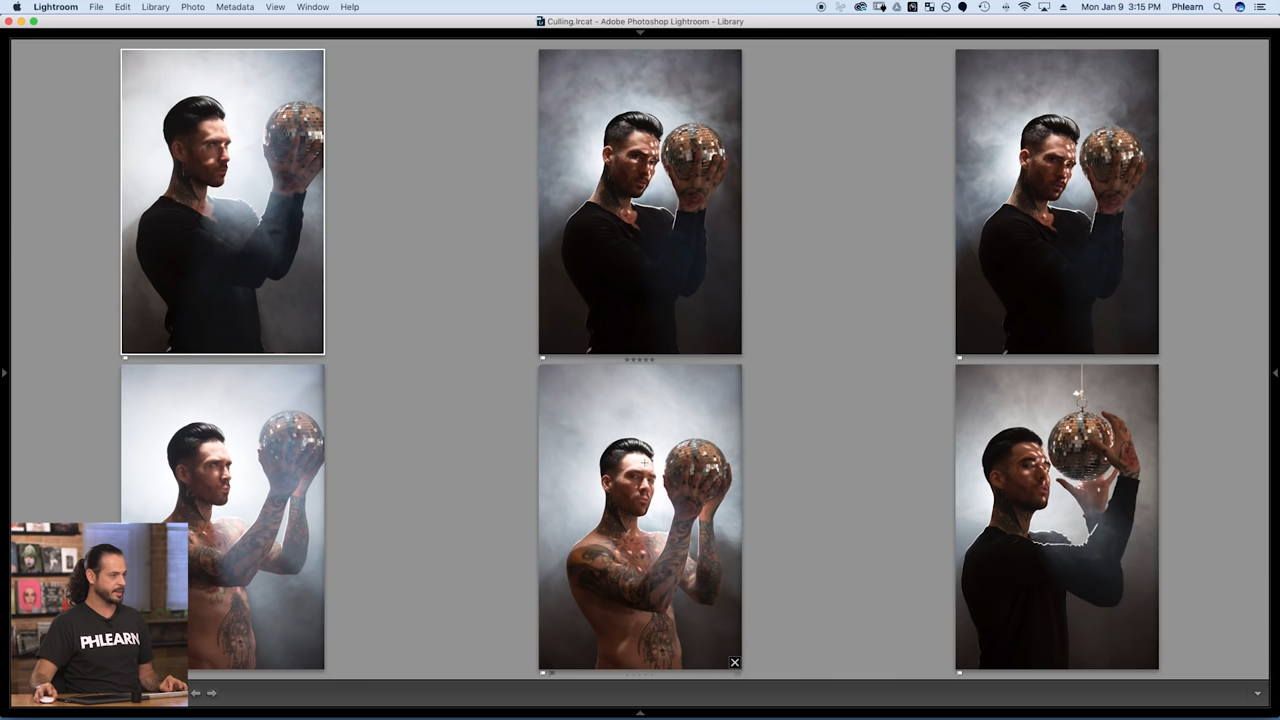 Lightroom File Edit Library Photo Metadata View Window Help Mon Jan 9 3:15 PM Phlearn
Culling.lrcat - Adobe Photoshop Lightroom - Library
PHLEARN